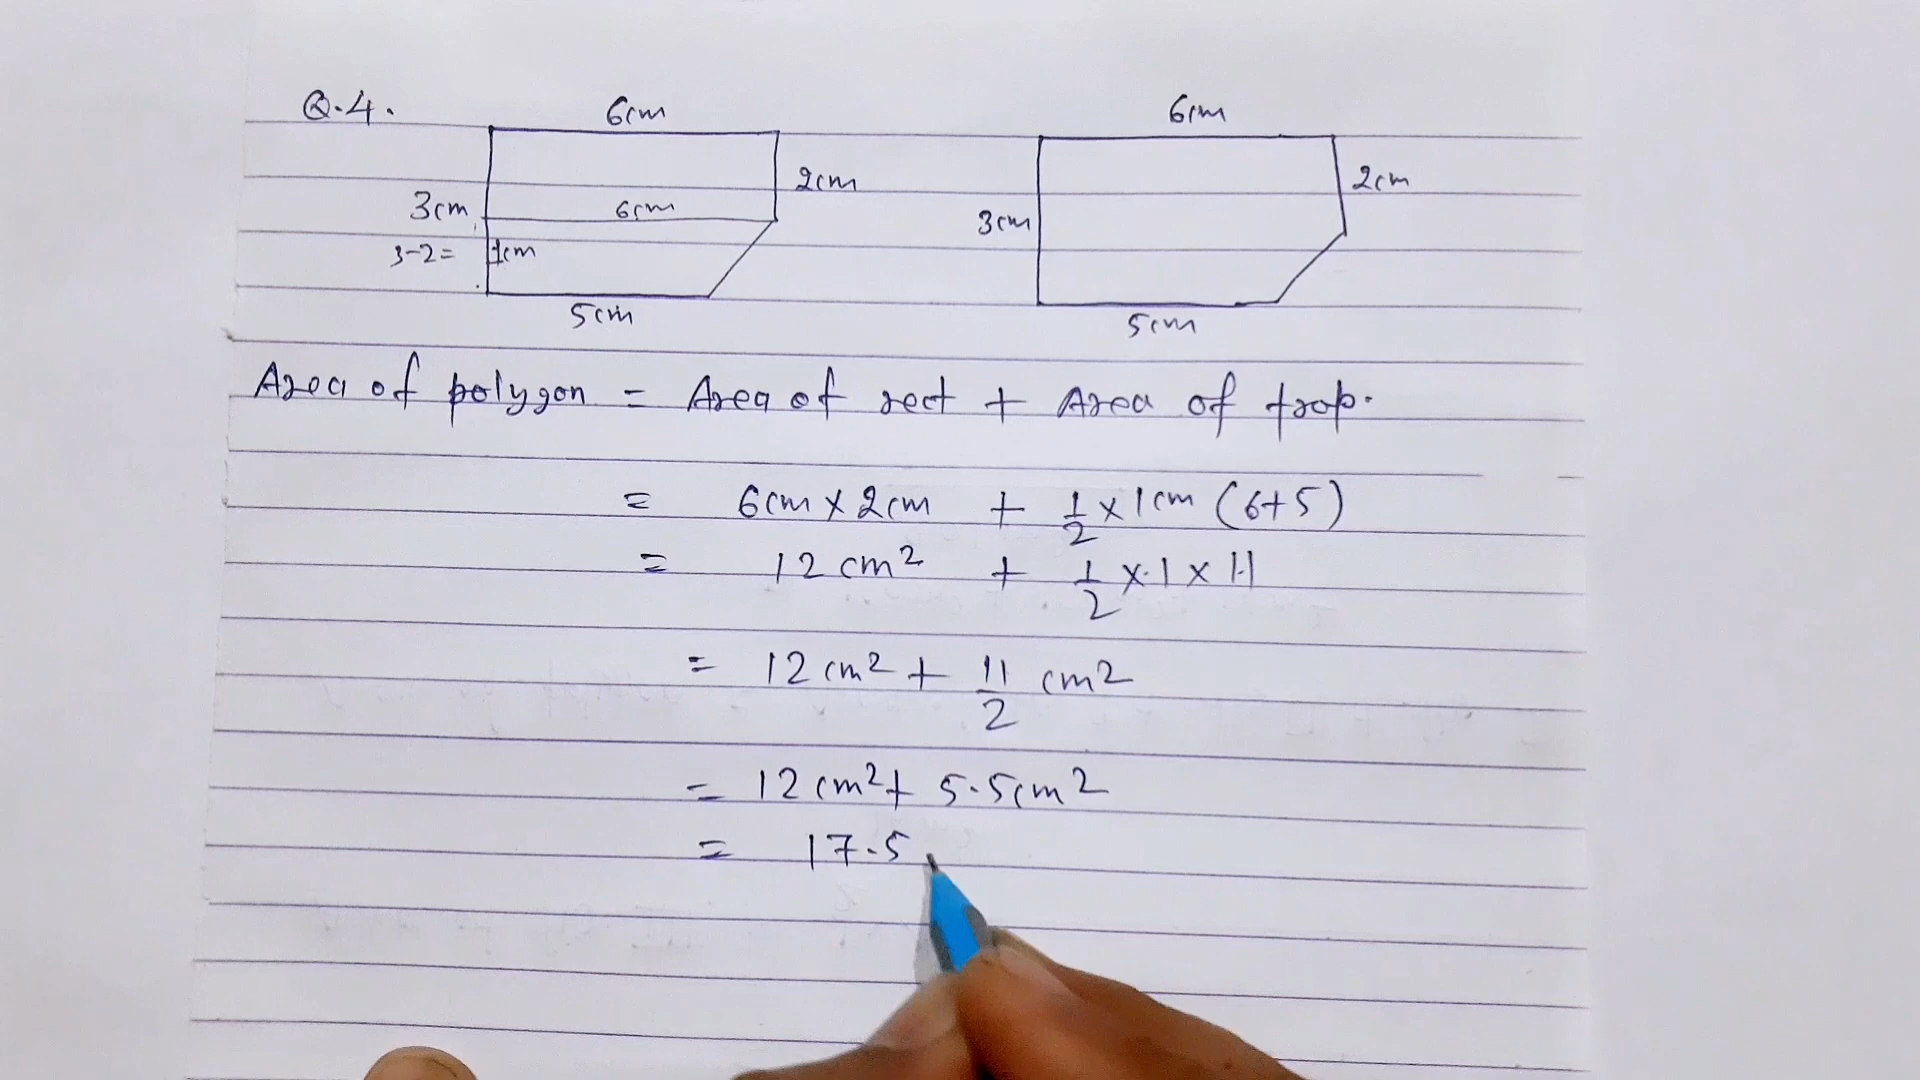 Q.4.
6cm 6cm
2cm 2cm
3cm 6cm 3cm
3-2= 1cm
5cm 5cm
Area of polygon = Area of rect + Area of trap.
= 6cm x 2cm + 1/2 x 1cm (6+5)
= 12 cm² + 1/2 x 1 x 11
= 12 cm² + 11/2 cm²
= 12 cm² + 5.5cm²
= 17.5